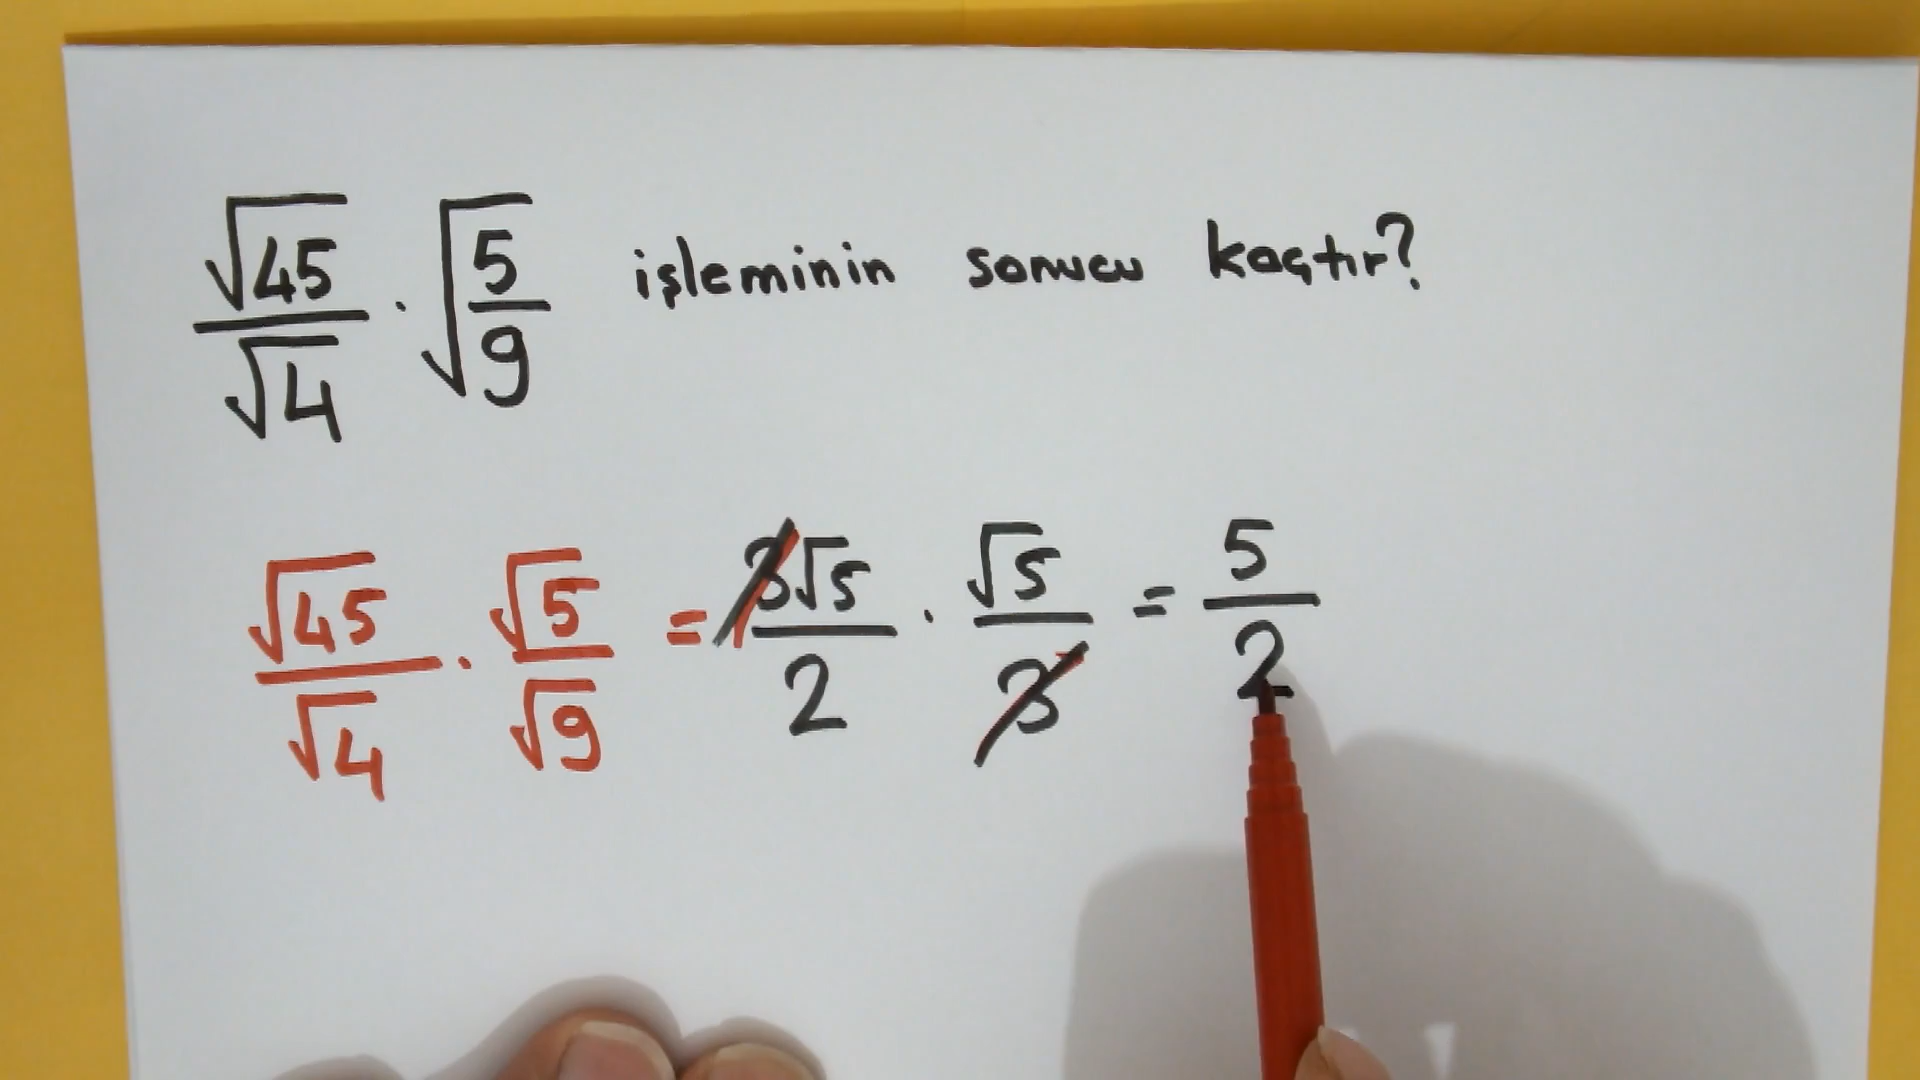 √45/√4 · √(5/9) işleminin sonucu kaçtır?
√45/√4 · √5/√9 = 3√5/2 · √5/3 = 5/2